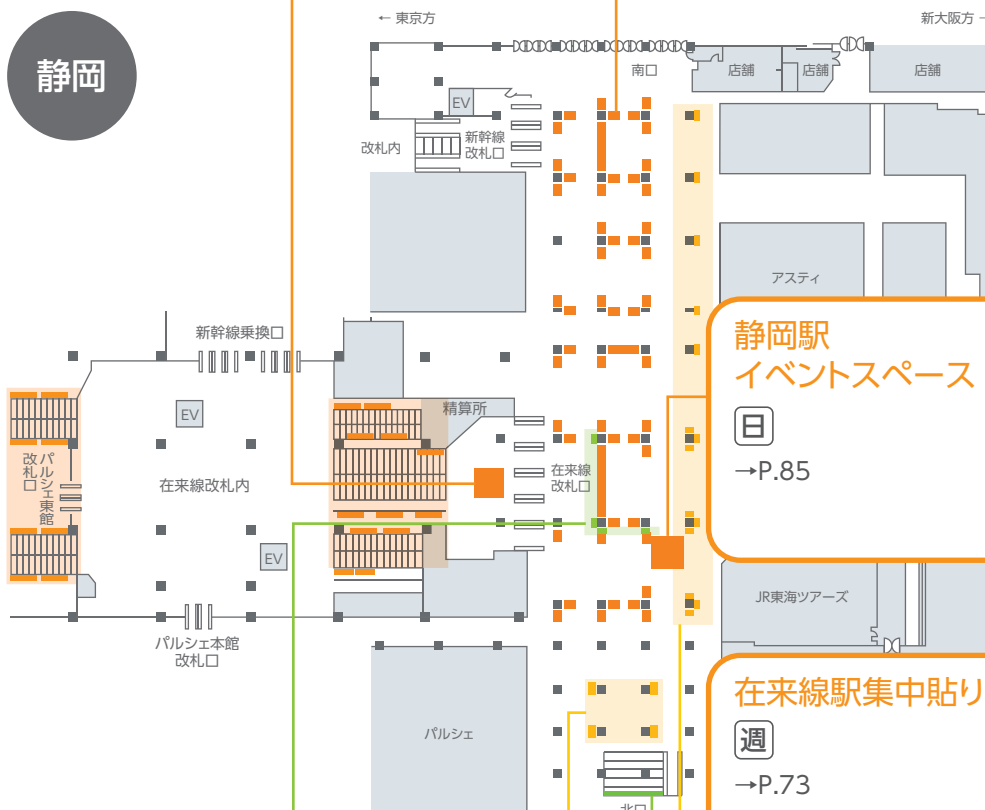 静岡
← 東京方
新大阪方
南口
店舗
店舗
店舗
EV
新幹線
改札口
改札内
アスティ
新幹線乗換口
静岡駅
イベントスペース
日
→P.85
EV
精算所
パルシェ東館
改札口
在来線改札内
在来線
改札口
EV
JR東海ツアーズ
パルシェ本館
改札口
在来線駅集中貼り
週
→P.73
パルシェ
北口